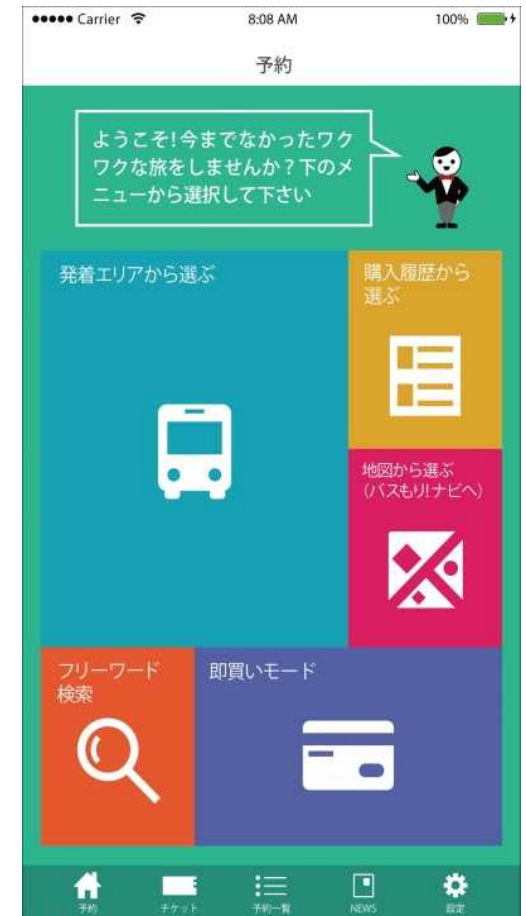 Carrier 8:08 AM 100%
予約
ようこそ!今までなかったワク
ワクな旅をしませんか?下のメ
ニューから選択して下さい
発着エリアから選ぶ
購入履歴から
選ぶ
地図から選ぶ
(バスもり!ナビへ)
フリーワード
検索
即買いモード
予約 チケット 予約一覧 NEWS 設定